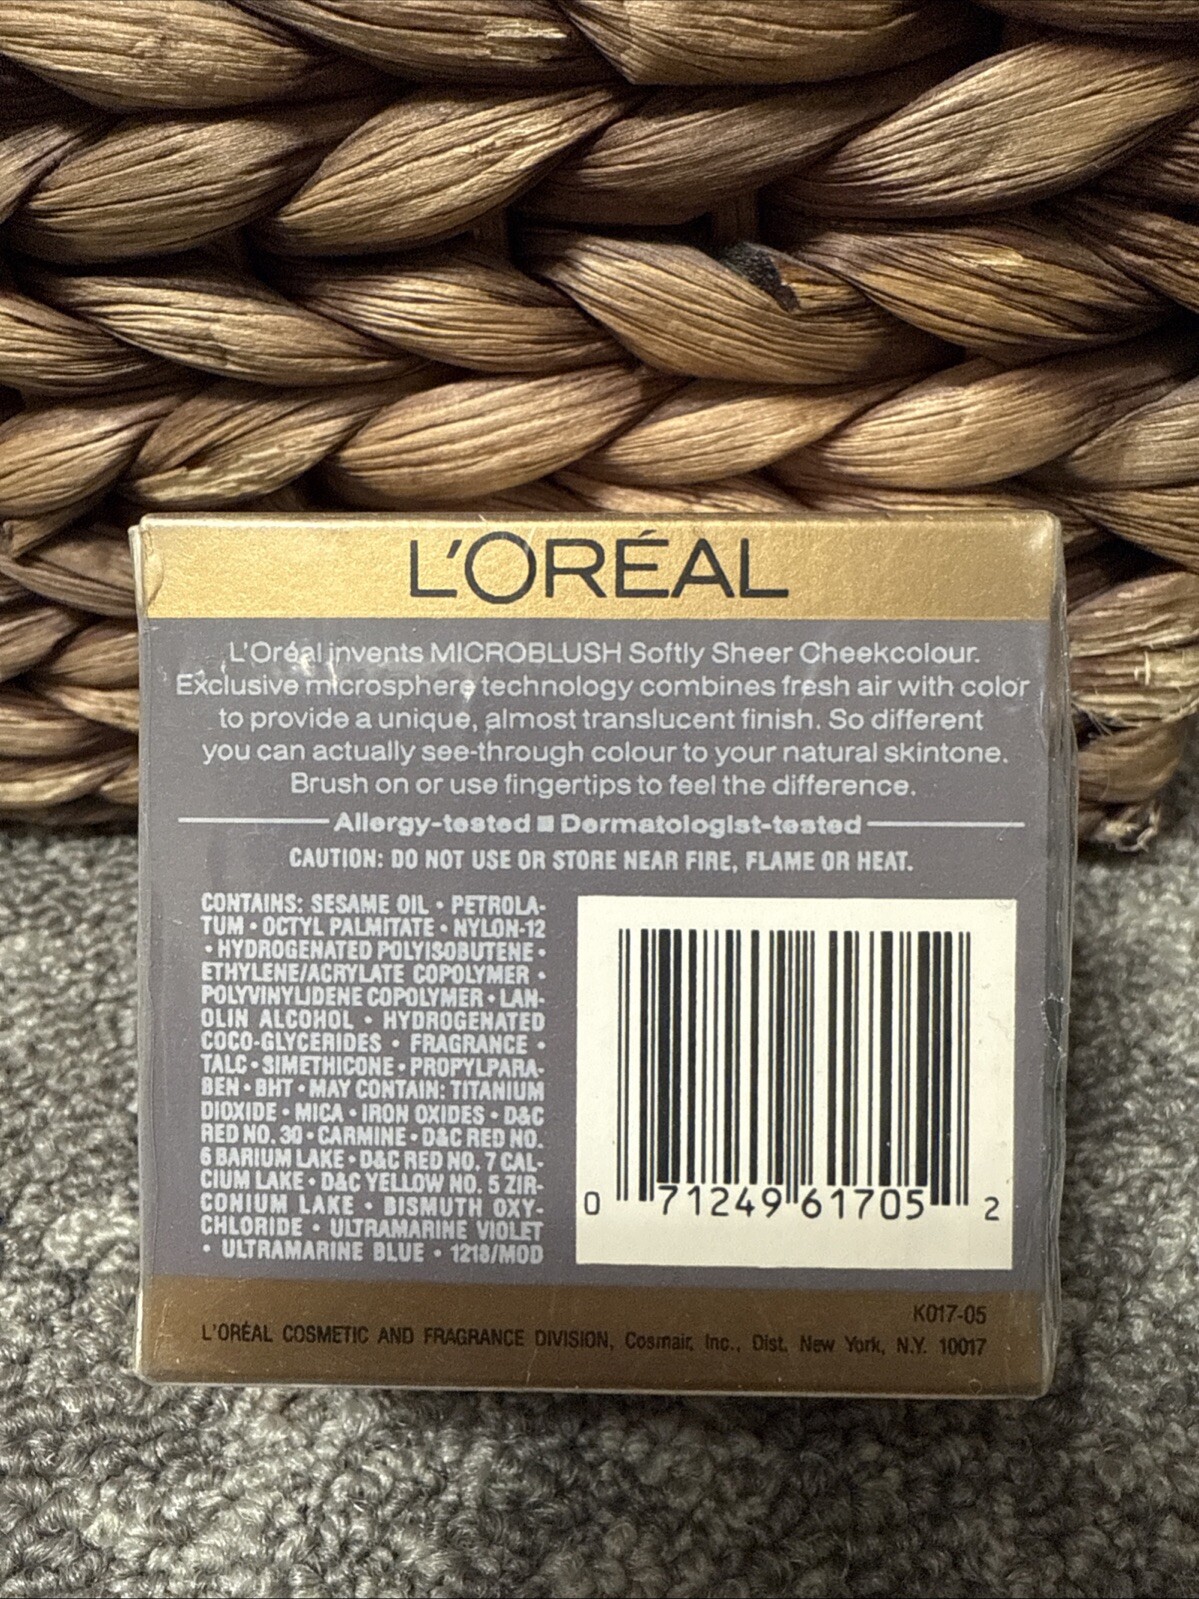 L'ORÉAL
L'Oréal invents MICROBLUSH Softly Sheer Cheekcolour.
Exclusive microsphere technology combines fresh air with color
to provide a unique, almost translucent finish. So different
you can actually see-through colour to your natural skintone.
Brush on or use fingertips to feel the difference.
Allergy-tested ■ Dermatologist-tested
CAUTION: DO NOT USE OR STORE NEAR FIRE, FLAME OR HEAT.
CONTAINS: SESAME OIL • PETROLA-
TUM • OCTYL PALMITATE • NYLON-12
• HYDROGENATED POLYISOBUTENE •
ETHYLENE/ACRYLATE COPOLYMER •
POLYVINYLIDENE COPOLYMER • LAN-
OLIN ALCOHOL • HYDROGENATED
COCO-GLYCERIDES • FRAGRANCE •
TALC • SIMETHICONE • PROPYLPARA-
BEN • BHT • MAY CONTAIN: TITANIUM
DIOXIDE • MICA • IRON OXIDES • D&C
RED NO. 30 • CARMINE • D&C RED NO.
6 BARIUM LAKE • D&C RED NO. 7 CAL-
CIUM LAKE • D&C YELLOW NO. 5 ZIR-
CONIUM LAKE • BISMUTH OXY-
CHLORIDE • ULTRAMARINE VIOLET
• ULTRAMARINE BLUE • 1218/MOD
0 71249 61705 2
K017-05
L'ORÉAL COSMETIC AND FRAGRANCE DIVISION, Cosmair, Inc., Dist. New York, N.Y. 10017